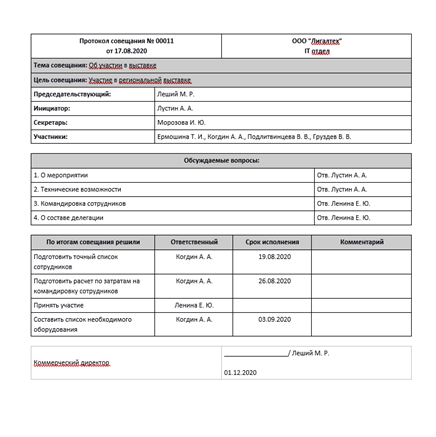 Протокол совещания № 00011
от 17.08.2020
ООО "Лигалтех"
IT отдел
Тема совещания: Об участии в выставке
Цель совещания: Участие в региональной выставке
Председательствующий: Леший М. Р.
Инициатор: Лустин А. А.
Секретарь: Морозова И. Ю.
Участники: Ермошина Т. И., Когдин А. А., Подлитвинцева В. В., Груздев В. В.
Обсуждаемые вопросы:
1. О мероприятии Отв. Лустин А. А.
2. Технические возможности Отв. Лустин А. А.
3. Командировка сотрудников Отв. Ленина Е. Ю.
4. О составе делегации Отв. Ленина Е. Ю.
По итогам совещания решили Ответственный Срок исполнения Комментарий
Подготовить точный список Когдин А. А. 19.08.2020
сотрудников
Подготовить расчет по затратам на Когдин А. А. 26.08.2020
командировку сотрудников
Принять участие Ленина Е. Ю.
Составить список необходимого Когдин А. А. 03.09.2020
оборудования
/ Леший М. Р.
Коммерческий директор
01.12.2020